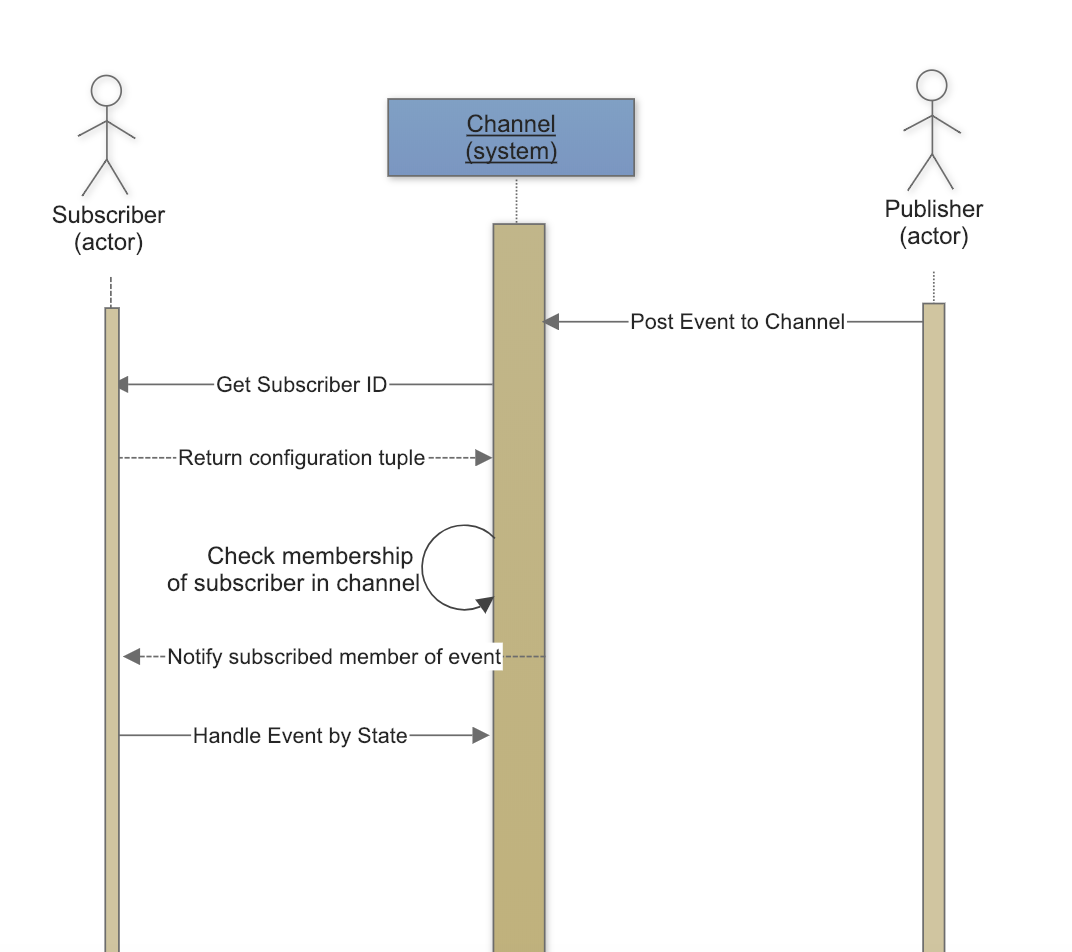 Channel
(system)
Subscriber
(actor)
Publisher
(actor)
Post Event to Channel
Get Subscriber ID
Return configuration tuple
Check membership
of subscriber in channel
Notify subscribed member of event
Handle Event by State